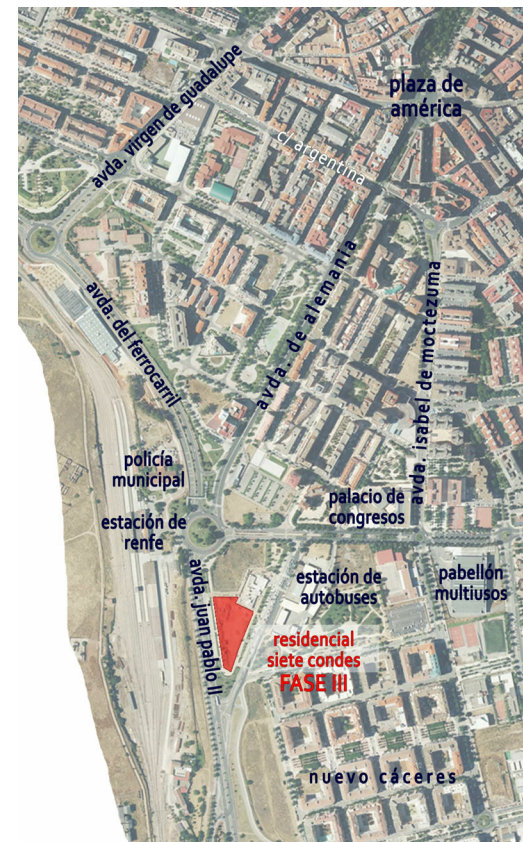 avda. virgen de guadalupe
plaza de
américa
c/ argentina
avda. de alemania
avda. isabel de moctezuma
avda. del ferrocarril
policía
municipal
palacio de
congresos
estación de
renfe
avda. juan pablo II
estación de
autobuses
pabellón
multiusos
residencial
siete condes
FASE III
nuevo cáceres